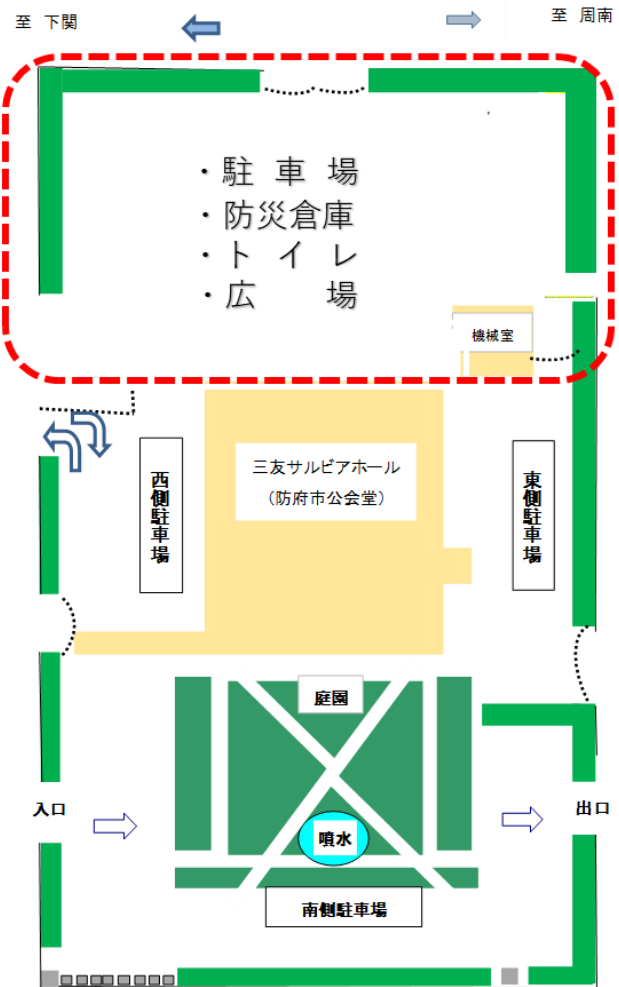 至 下関
至 周南
・駐 車 場
・防災倉庫
・ト イ レ
・広 場
機械室
三友サルビアホール
（防府市公会堂）
西側駐車場
東側駐車場
庭園
入口
出口
噴水
南側駐車場